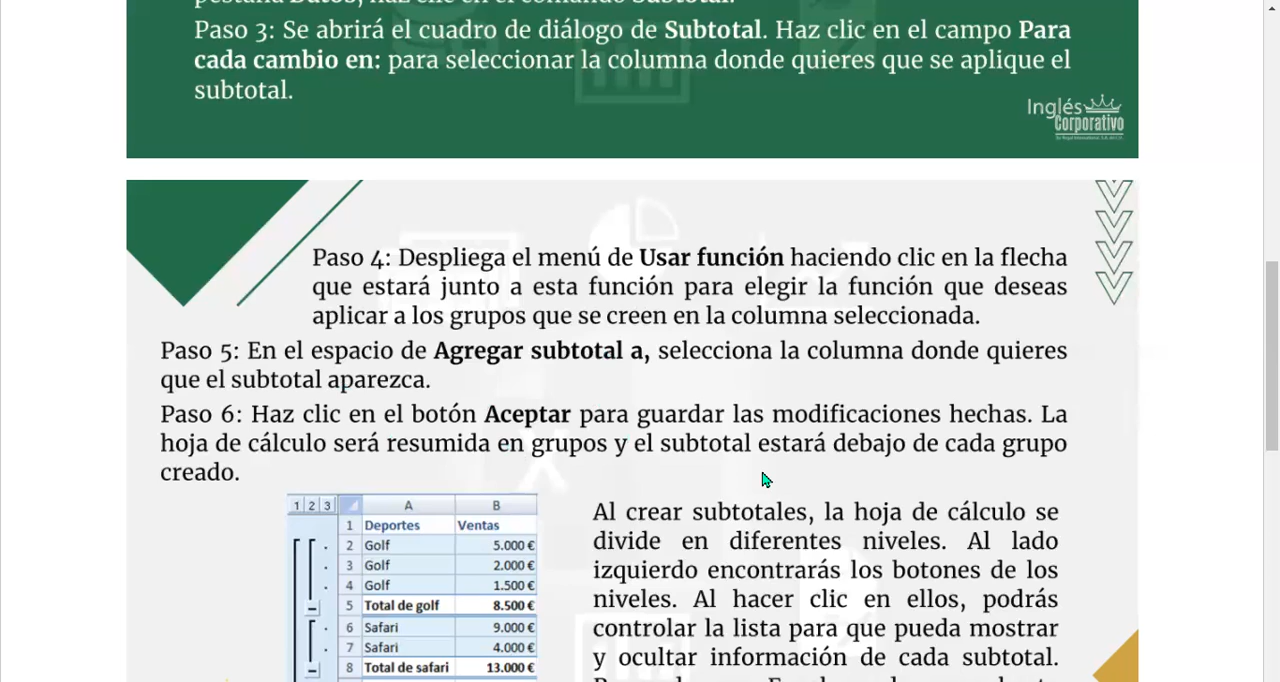 pestaña Datos, haz clic en el comando Subtotal.
Paso 3: Se abrirá el cuadro de diálogo de Subtotal. Haz clic en el campo Para
cada cambio en: para seleccionar la columna donde quieres que se aplique el
subtotal.
Inglés
Corporativo
Paso 4: Despliega el menú de Usar función haciendo clic en la flecha
que estará junto a esta función para elegir la función que deseas
aplicar a los grupos que se creen en la columna seleccionada.
Paso 5: En el espacio de Agregar subtotal a, selecciona la columna donde quieres
que el subtotal aparezca.
Paso 6: Haz clic en el botón Aceptar para guardar las modificaciones hechas. La
hoja de cálculo será resumida en grupos y el subtotal estará debajo de cada grupo
creado.
1 2 3 A B
1 Deportes Ventas
2 Golf 5.000 €
3 Golf 2.000 €
4 Golf 1.500 €
5 Total de golf 8.500 €
6 Safari 9.000 €
7 Safari 4.000 €
8 Total de safari 13.000 €
Al crear subtotales, la hoja de cálculo se
divide en diferentes niveles. Al lado
izquierdo encontrarás los botones de los
niveles. Al hacer clic en ellos, podrás
controlar la lista para que pueda mostrar
y ocultar información de cada subtotal.